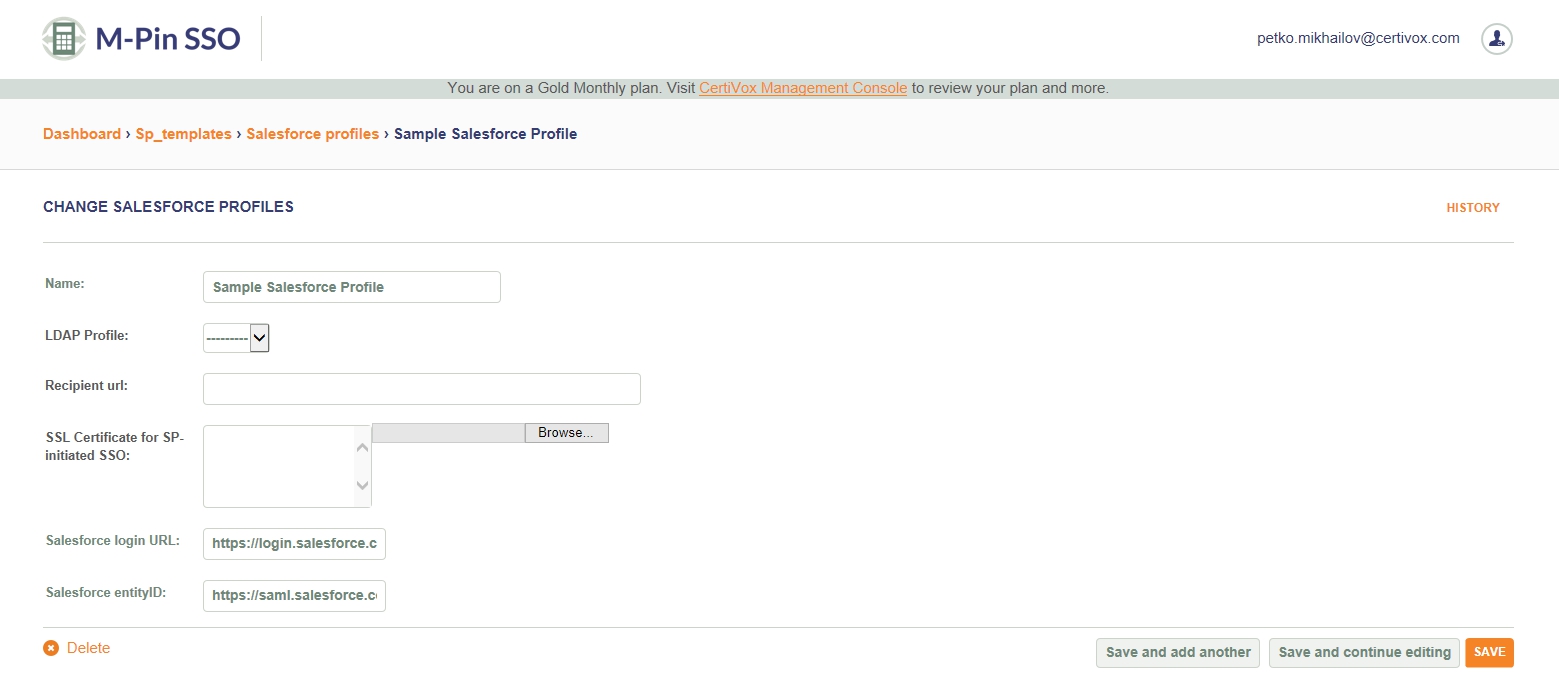 M-Pin SSO
petko.mikhailov@certivox.com
You are on a Gold Monthly plan. Visit CertiVox Management Console to review your plan and more.
Dashboard › Sp_templates › Salesforce profiles › Sample Salesforce Profile
CHANGE SALESFORCE PROFILES
HISTORY
Name:
Sample Salesforce Profile
LDAP Profile:
---------
Recipient url:
SSL Certificate for SP-
initiated SSO:
Browse...
Salesforce login URL:
https://login.salesforce.c
Salesforce entityID:
https://saml.salesforce.c
Delete
Save and add another
Save and continue editing
SAVE